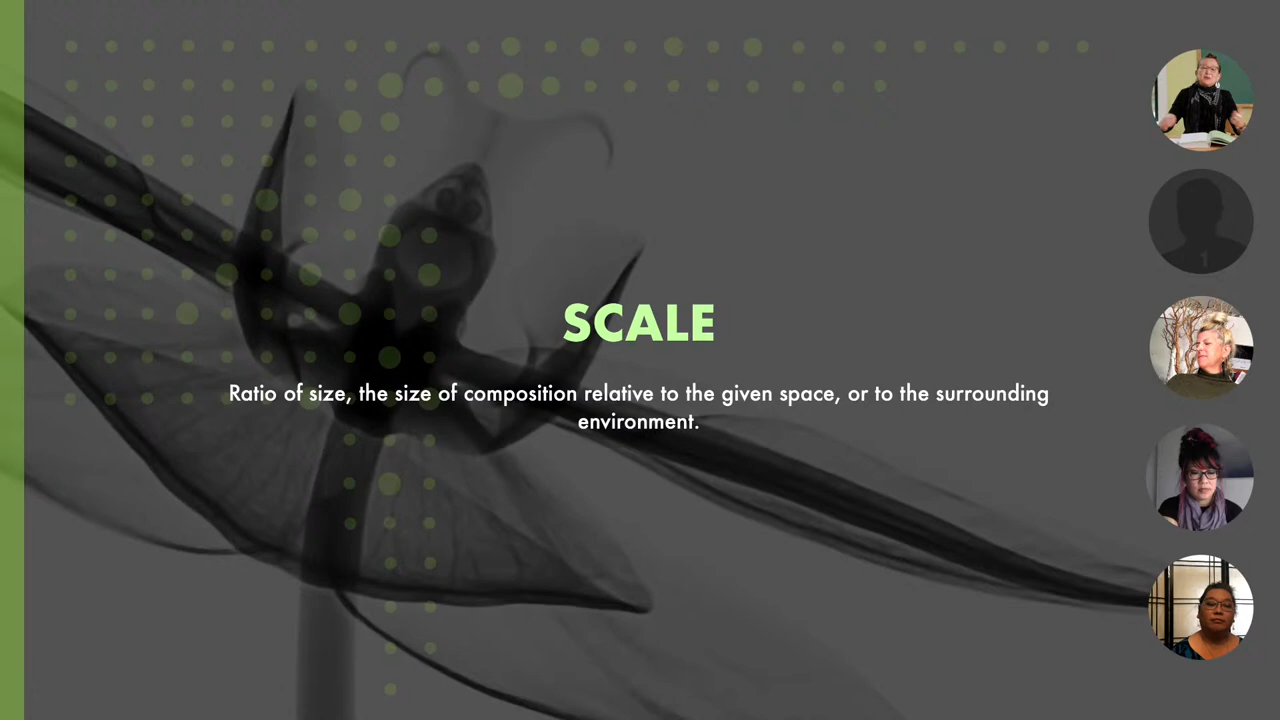 SCALE
Ratio of size, the size of composition relative to the given space, or to the surrounding
environment.